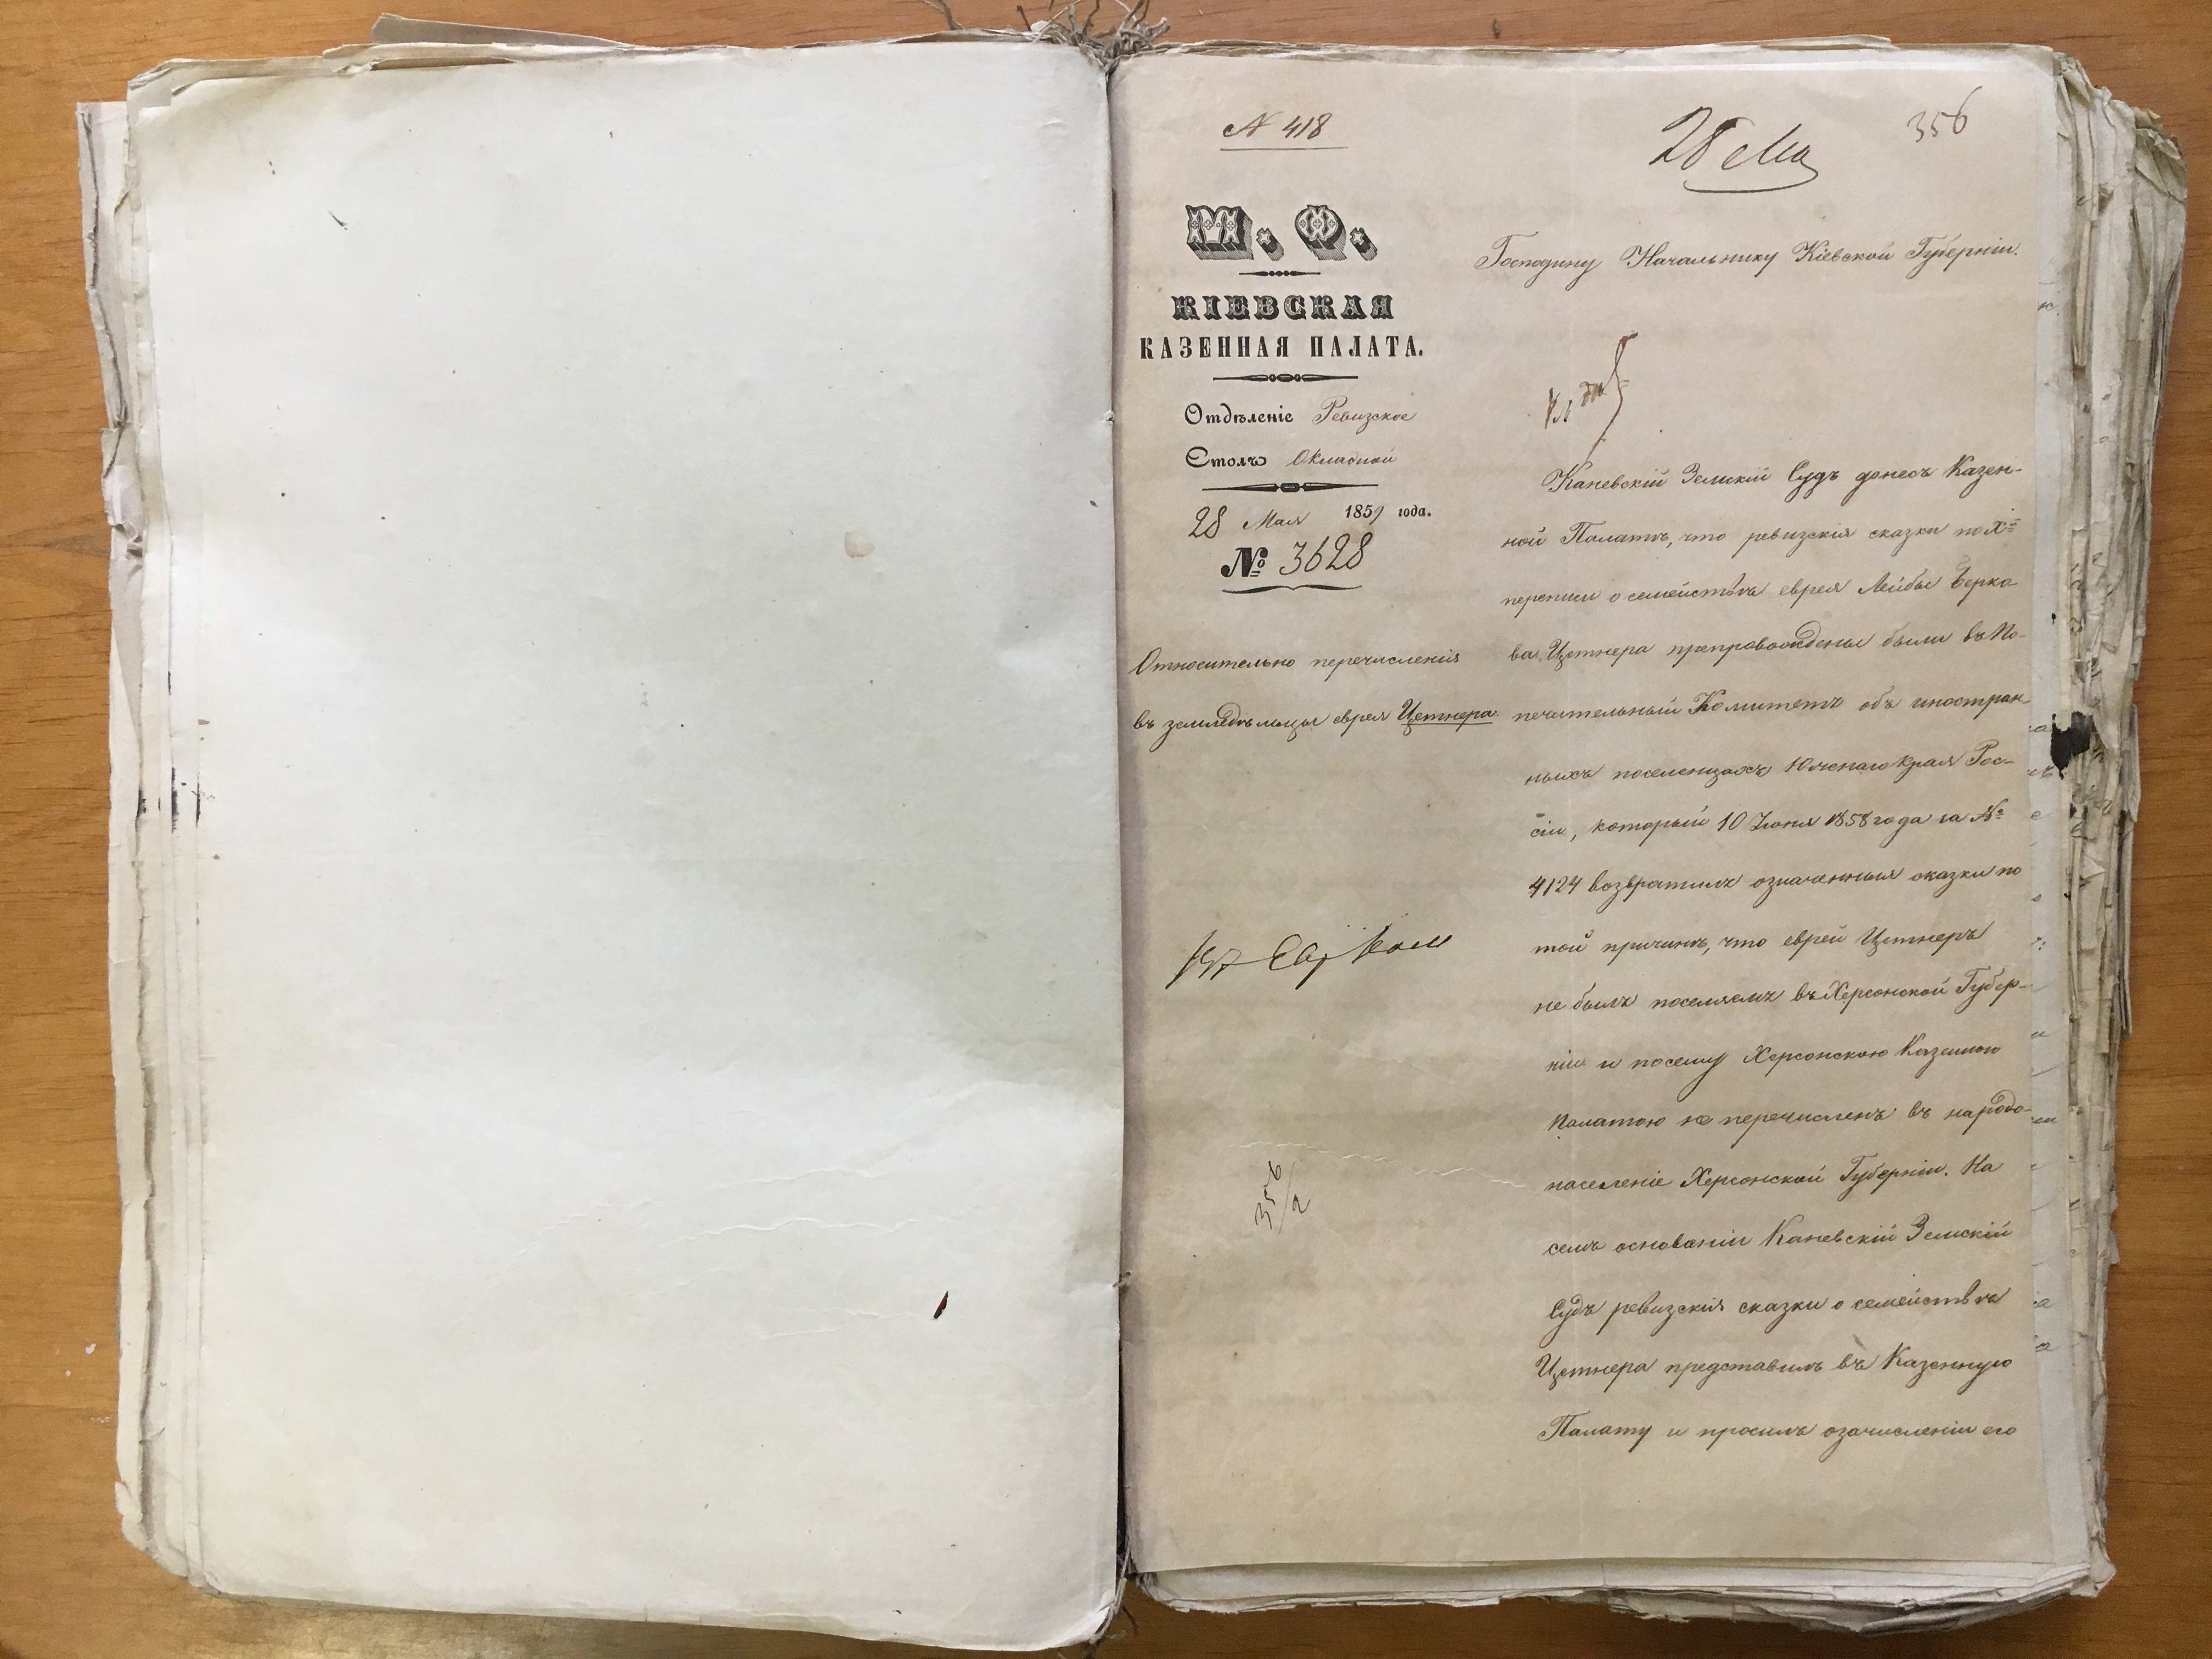 N 418
28 Ма
356
М. Ф.
КІЕВСКАЯ
КАЗЕННАЯ ПАЛАТА.
Отдѣленіе Ревизское
Столъ Окладной
28 Мая 1859 года.
№ 3628
Относительно перечисленія
въ земледѣльцы еврея Цетнера.
356/2
Господину Начальнику Кіевской Губерніи.
Каневскій Земскій Судъ донесъ Казен-
ной Палатѣ, что ревизскія сказки по Х-й
переписи о семействѣ еврея Лейбы Берко
ва Цетнера препровождены были въ По-
печительный Комитетъ объ иностран
ныхъ поселенцахъ Южнаго края Рос-
сіи, который 10 Іюня 1858 года за №
4124 возвратилъ означенныя сказки по
той причинѣ, что еврей Цетнеръ
не былъ поселяемъ въ Херсонской Губер-
ніи и посему Херсонскою Казенною
Палатою не перечисленъ въ народо-
населеніе Херсонской Губерніи. На
семъ основаніи Каневскій Земскій
Судъ ревизскія сказки о семействѣ
Цетнера представилъ въ Казенную
Палату и просилъ о зачисленіи его